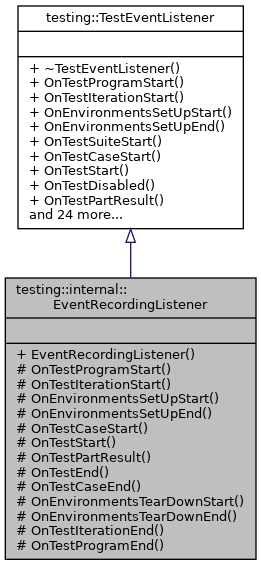 testing::TestEventListener
+ ~TestEventListener()
+ OnTestProgramStart()
+ OnTestIterationStart()
+ OnEnvironmentsSetUpStart()
+ OnEnvironmentsSetUpEnd()
+ OnTestSuiteStart()
+ OnTestCaseStart()
+ OnTestStart()
+ OnTestDisabled()
+ OnTestPartResult()
and 24 more...
testing::internal::
EventRecordingListener
+ EventRecordingListener()
# OnTestProgramStart()
# OnTestIterationStart()
# OnEnvironmentsSetUpStart()
# OnEnvironmentsSetUpEnd()
# OnTestCaseStart()
# OnTestStart()
# OnTestPartResult()
# OnTestEnd()
# OnTestCaseEnd()
# OnEnvironmentsTearDownStart()
# OnEnvironmentsTearDownEnd()
# OnTestIterationEnd()
# OnTestProgramEnd()